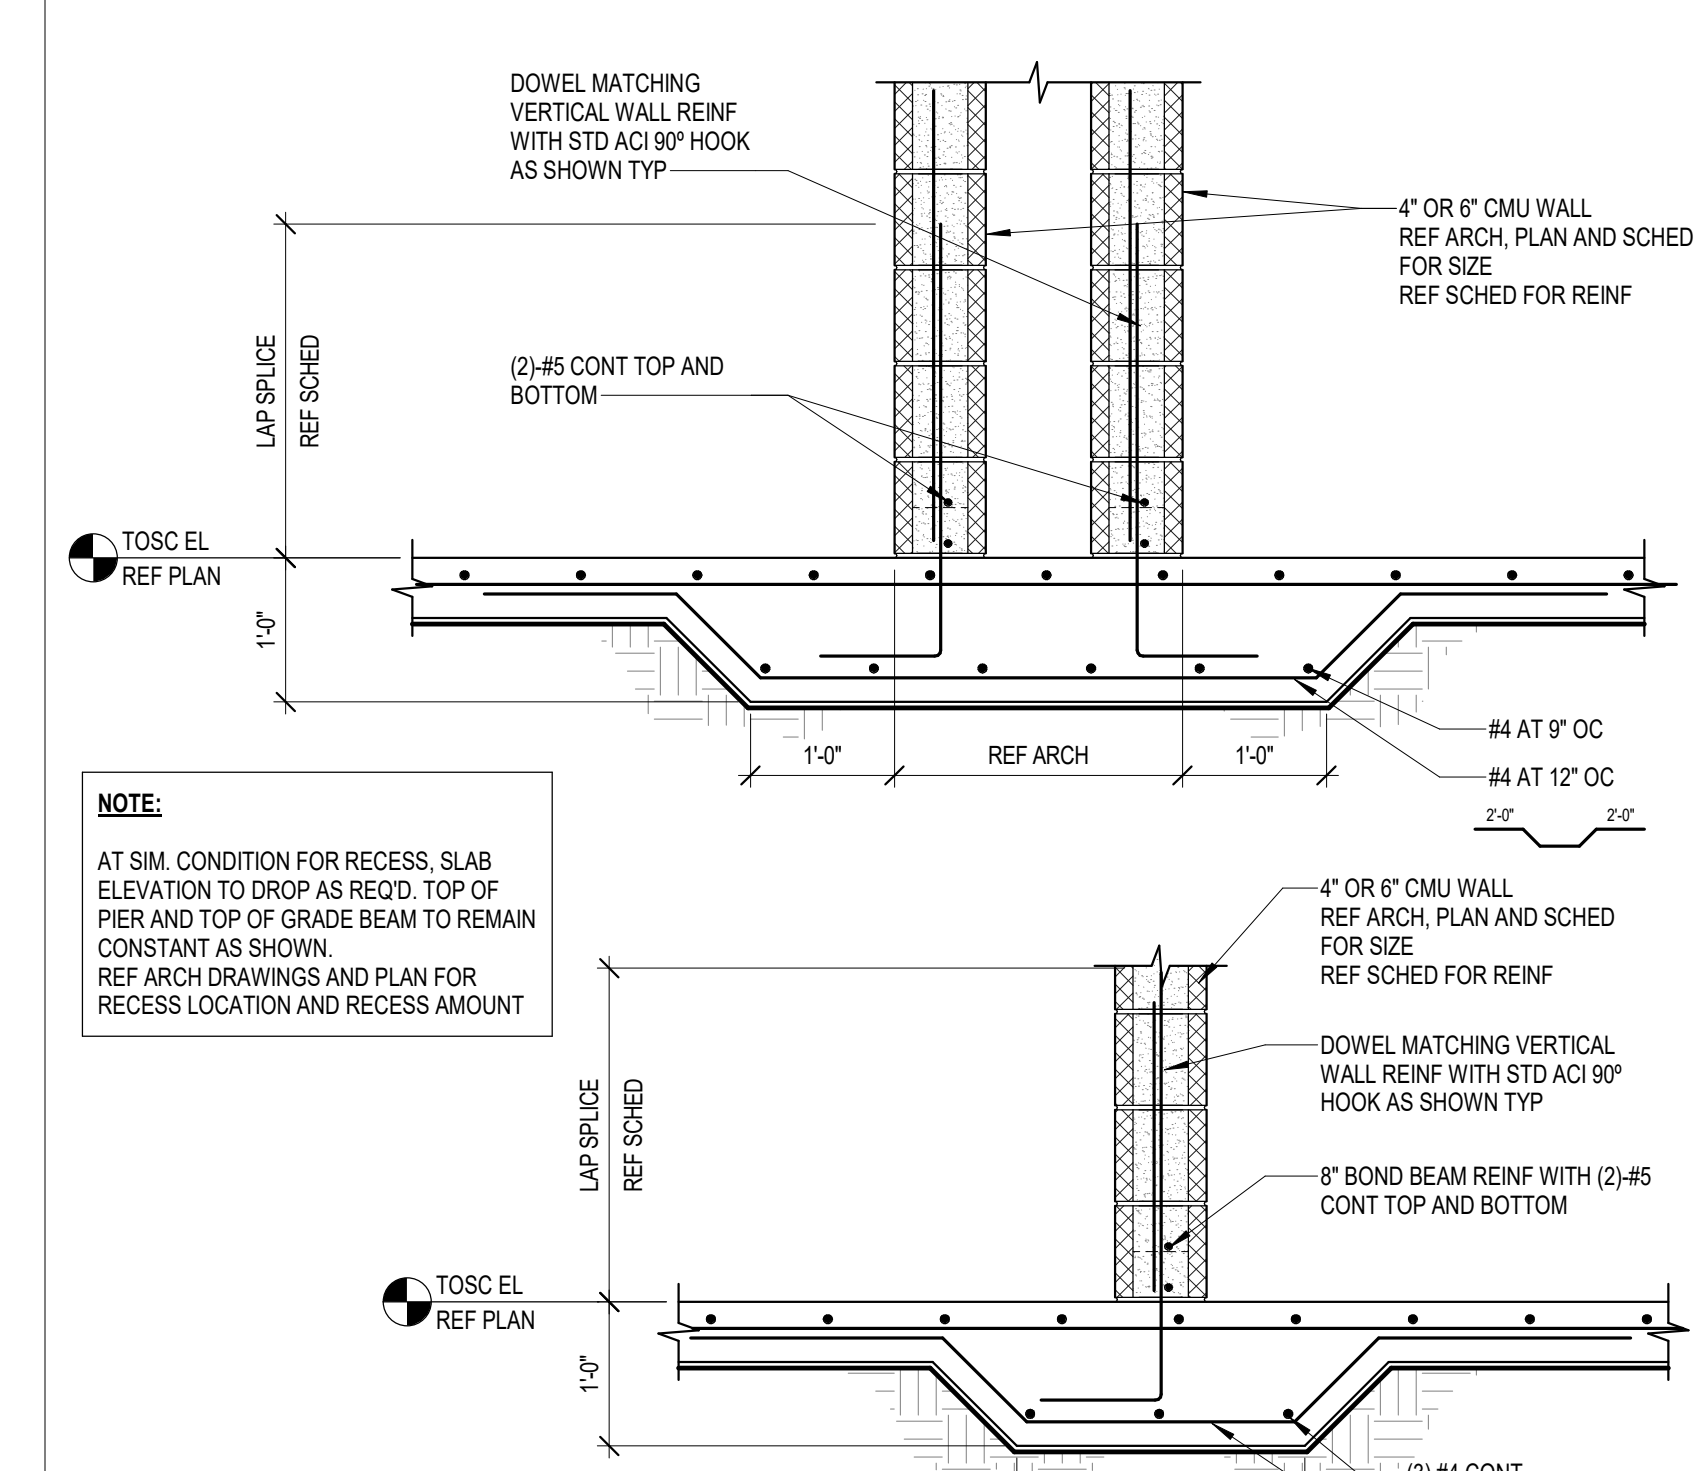 DOWEL MATCHING
VERTICAL WALL REINF
WITH STD ACI 90º HOOK
AS SHOWN TYP
4" OR 6" CMU WALL
REF ARCH, PLAN AND SCHED
FOR SIZE
REF SCHED FOR REINF
LAP SPLICE
REF SCHED
(2)-#5 CONT TOP AND
BOTTOM
TOSC EL
REF PLAN
1'-0"
1'-0"
REF ARCH
1'-0"
#4 AT 9" OC
#4 AT 12" OC
2'-0"
2'-0"
NOTE:
AT SIM. CONDITION FOR RECESS, SLAB
ELEVATION TO DROP AS REQ'D. TOP OF
PIER AND TOP OF GRADE BEAM TO REMAIN
CONSTANT AS SHOWN.
REF ARCH DRAWINGS AND PLAN FOR
RECESS LOCATION AND RECESS AMOUNT
4" OR 6" CMU WALL
REF ARCH, PLAN AND SCHED
FOR SIZE
REF SCHED FOR REINF
LAP SPLICE
REF SCHED
DOWEL MATCHING VERTICAL
WALL REINF WITH STD ACI 90º
HOOK AS SHOWN TYP
8" BOND BEAM REINF WITH (2)-#5
CONT TOP AND BOTTOM
TOSC EL
REF PLAN
1'-0"
#4 CONT